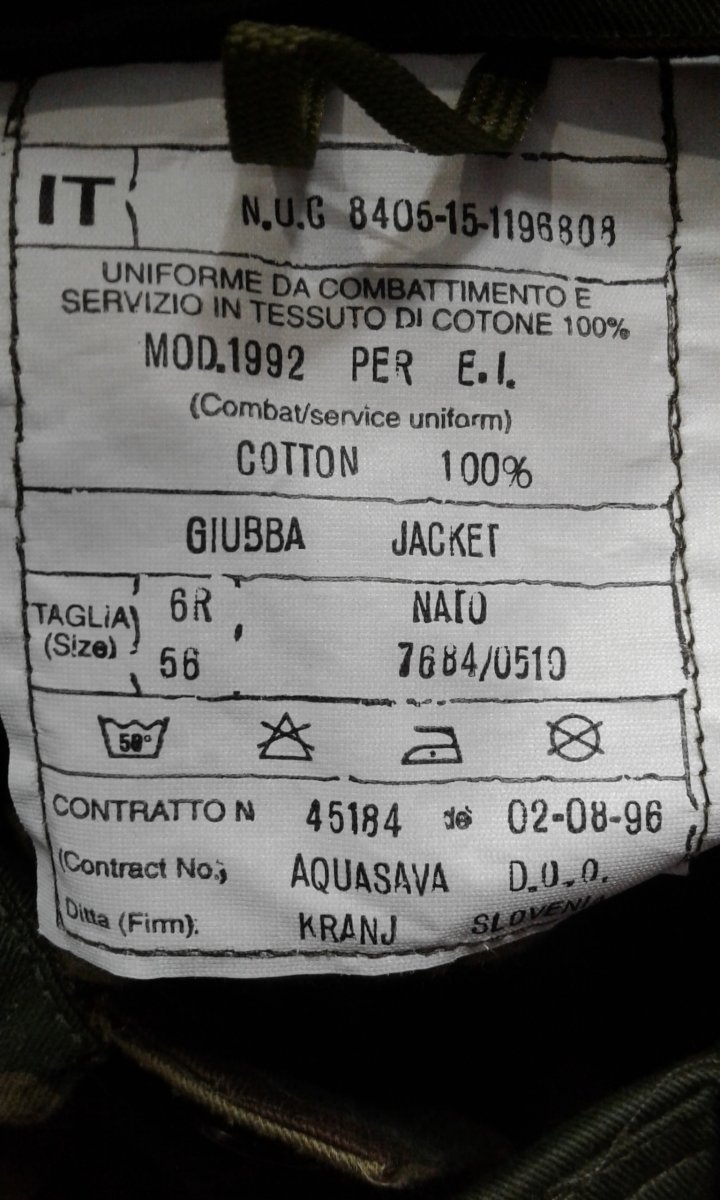 IT
N.U.C 8405-15-1196808
UNIFORME DA COMBATTIMENTO E
SERVIZIO IN TESSUTO DI COTONE 100%
MOD.1992 PER E.I.
(Combat/service uniform)
COTTON 100%
GIUBBA JACKET
TAGLIA 6R NATO
(Size) 56 7684/0510
50°
CONTRATTO N 45184 de 02-08-96
(Contract No.; AQUASAVA D.O.O.
Ditta (Firm): KRANJ SLOVENI